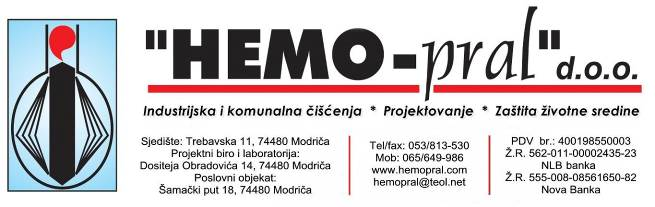 "HEMO-pral" d.o.o.
Industrijska i komunalna čišćenja * Projektovanje * Zaštita životne sredine
Sjedište: Trebavska 11, 74480 Modriča
Projektni biro i laboratorija:
Dositeja Obradovića 14, 74480 Modriča
Poslovni objekat:
Šamački put 18, 74480 Modriča
Tel/fax: 053/813-530
Mob: 065/649-986
www.hemopral.com
hemopral@teol.net
PDV br.: 400198550003
Ž.R. 562-011-00002435-23
NLB banka
Ž.R. 555-008-08561650-82
Nova Banka